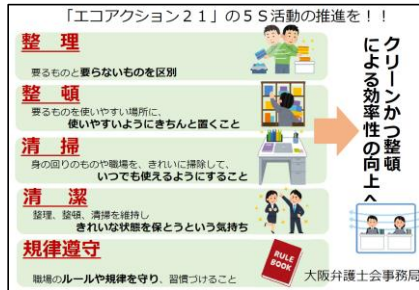 「エコアクション２１」の５Ｓ活動の推進を！！
整 理
要るものと要らないものを区別
整 頓
要るものを使いやすい場所に、
使いやすいようにきちんと置くこと
清 掃
身の回りのものや職場を、きれいに掃除して、
いつでも使えるようにすること
清 潔
整理、整頓、清掃を維持し
きれいな状態を保とうという気持ち
規律遵守
職場のルールや規律を守り、習慣づけること
RULE
BOOK
クリーンかつ整頓
による効率性の向上へ
大阪弁護士会事務局